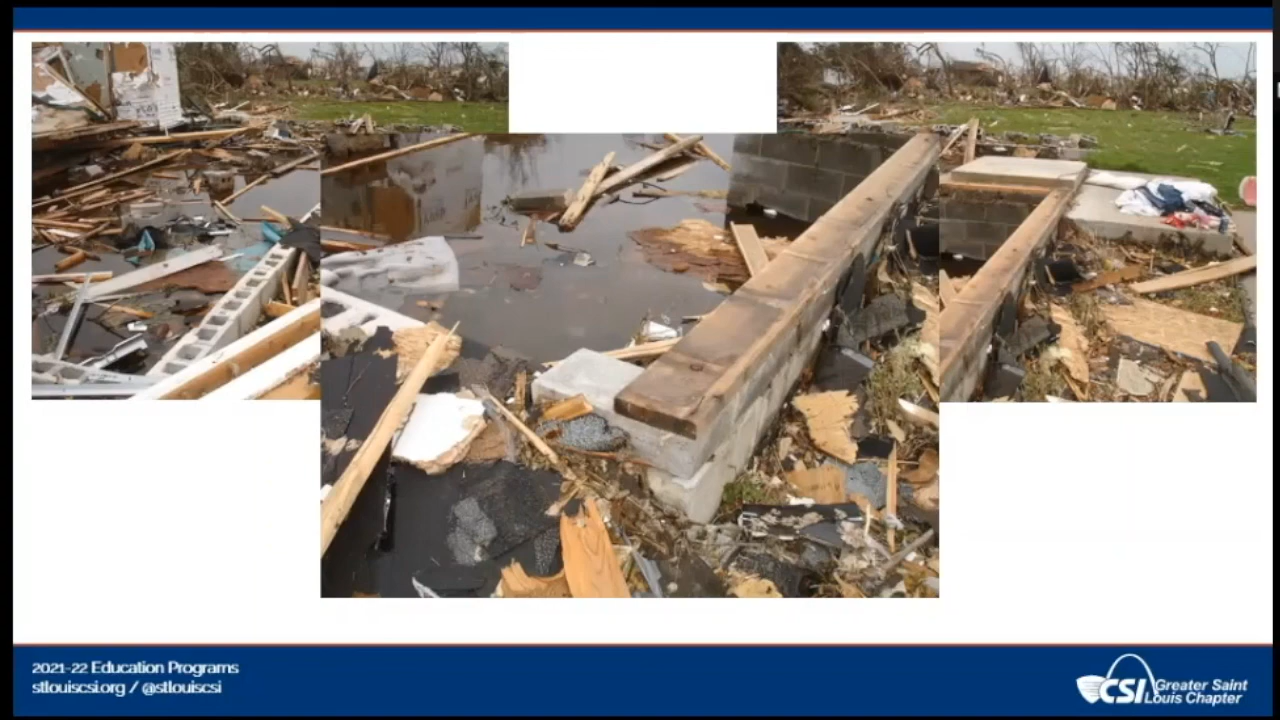 2021-22 Education Programs
stlouiscsi.org / @stlouiscsi
CSI Greater Saint
Louis Chapter